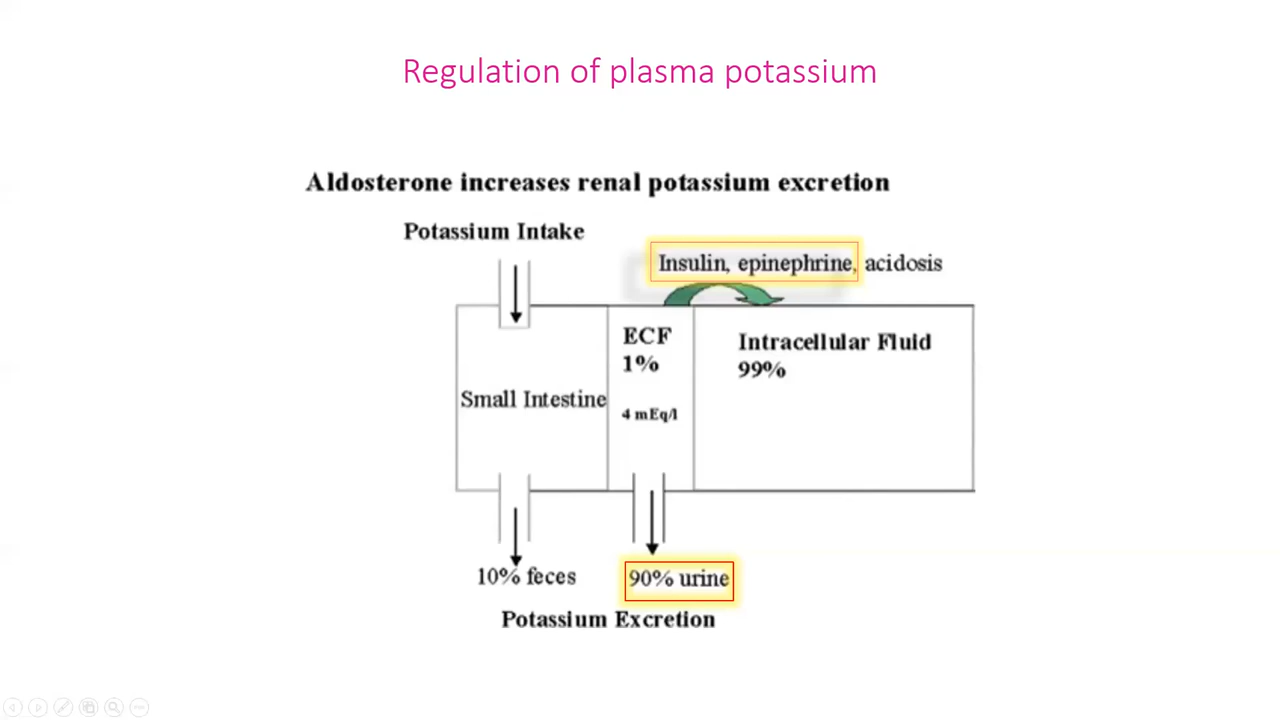 Regulation of plasma potassium
Aldosterone increases renal potassium excretion
Potassium Intake
Insulin, epinephrine, acidosis
ECF
1%
4 mEq/l
Intracellular Fluid
99%
Small Intestine
10% feces
90% urine
Potassium Excretion